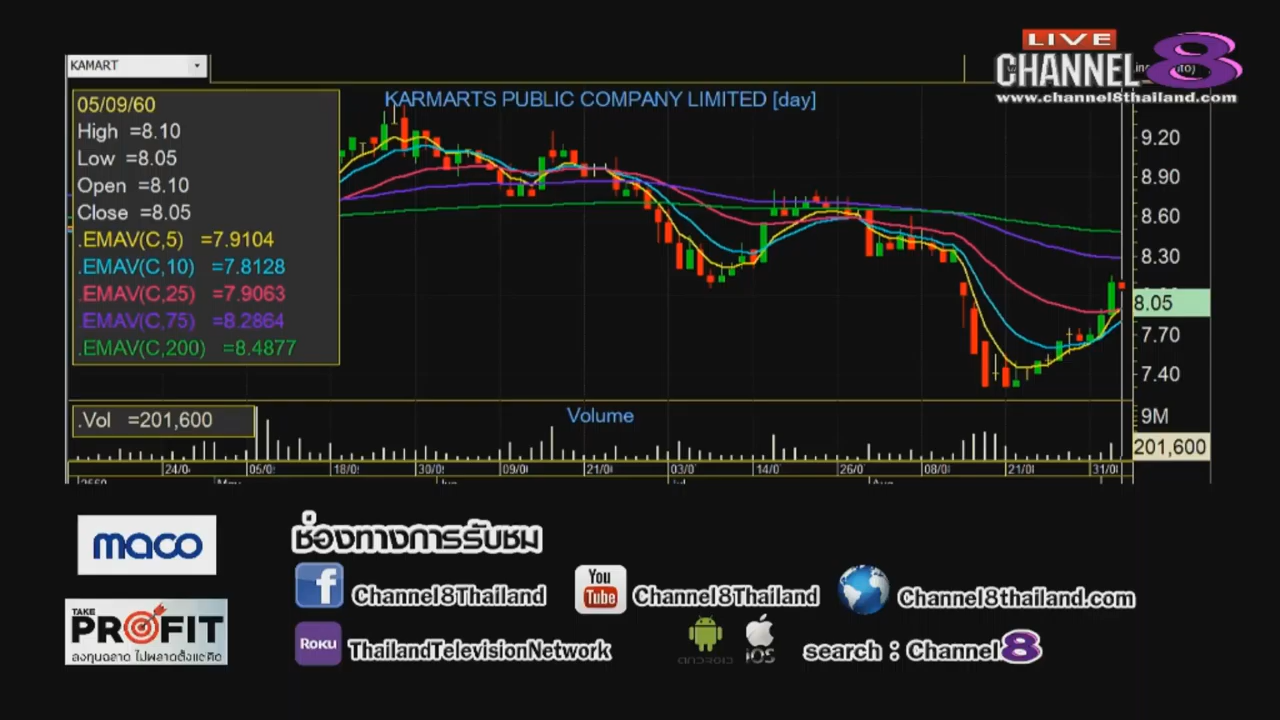 LIVE
CHANNEL 8
www.channel8thailand.com
KAMART
KARMARTS PUBLIC COMPANY LIMITED [day]
05/09/60
High =8.10
Low =8.05
Open =8.10
Close =8.05
.EMAV(C,5) =7.9104
.EMAV(C,10) =7.8128
.EMAV(C,25) =7.9063
.EMAV(C,75) =8.2864
.EMAV(C,200) =8.4877
9.20
8.90
8.60
8.30
8.05
7.70
7.40
.Vol =201,600
Volume
9M
201,600
24/0 05/0 18/0 30/0 09/0 21/0 03/0 14/0 26/0 08/0 21/0 31/0
maco
ช่องทางการรับชม
Channel8Thailand
You Tube Channel8Thailand
Channel8thailand.com
TAKE
PROFIT
ลงทุนฉลาด ไม่พลาดตั้งแต่คิด
ROKU ThailandTelevisionNetwork
ANDROID
iOS
search : Channel 8